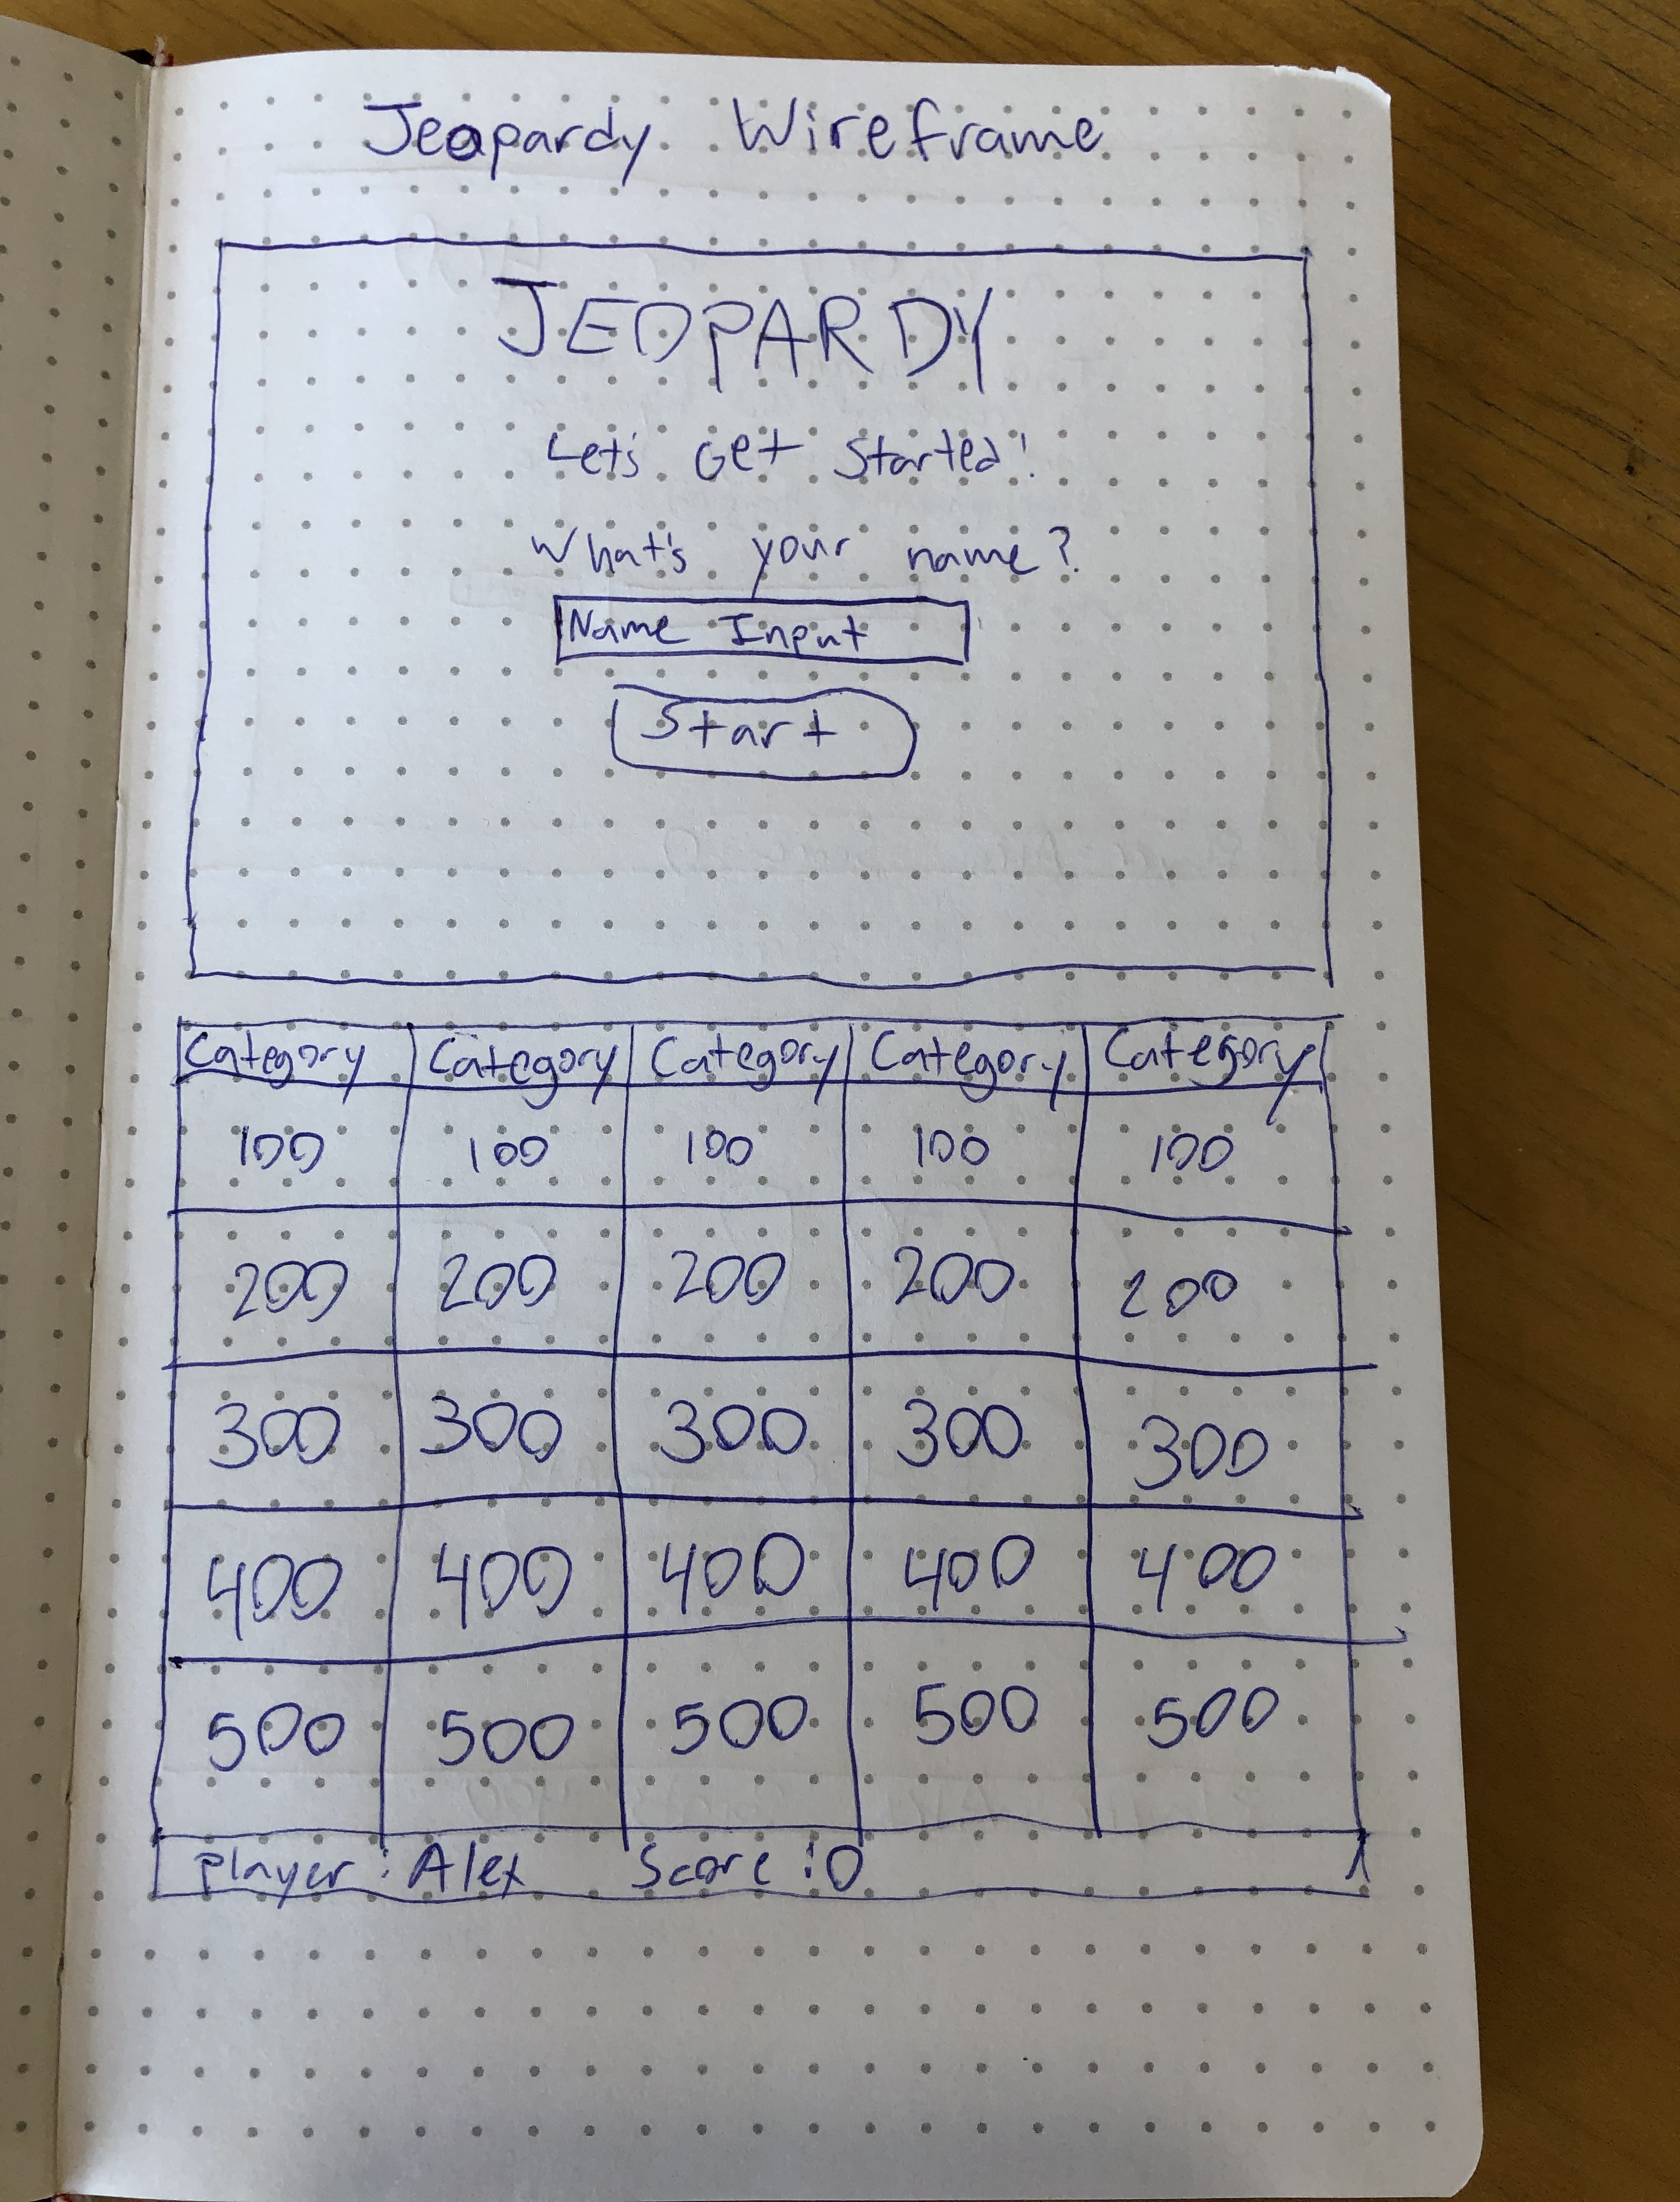 Jeopardy Wireframe
JEOPARDY
Let's Get Started!
What's your name?
Name Input
Start
Category Category Category Category Category
100 100 100 100 100
200 200 200 200 200
300 300 300 300 300
400 400 400 400 400
500 500 500 500 500
Player: Alex Score: 0